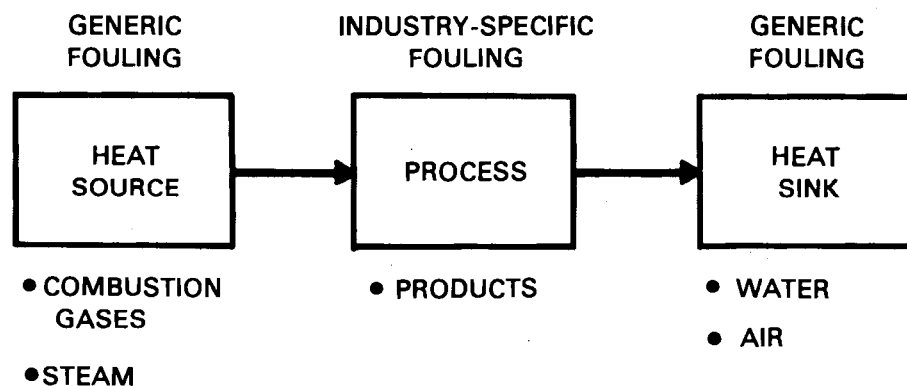 GENERIC
FOULING
INDUSTRY-SPECIFIC
FOULING
GENERIC
FOULING
HEAT
SOURCE
PROCESS
HEAT
SINK
• COMBUSTION
GASES
• STEAM
• PRODUCTS
• WATER
• AIR